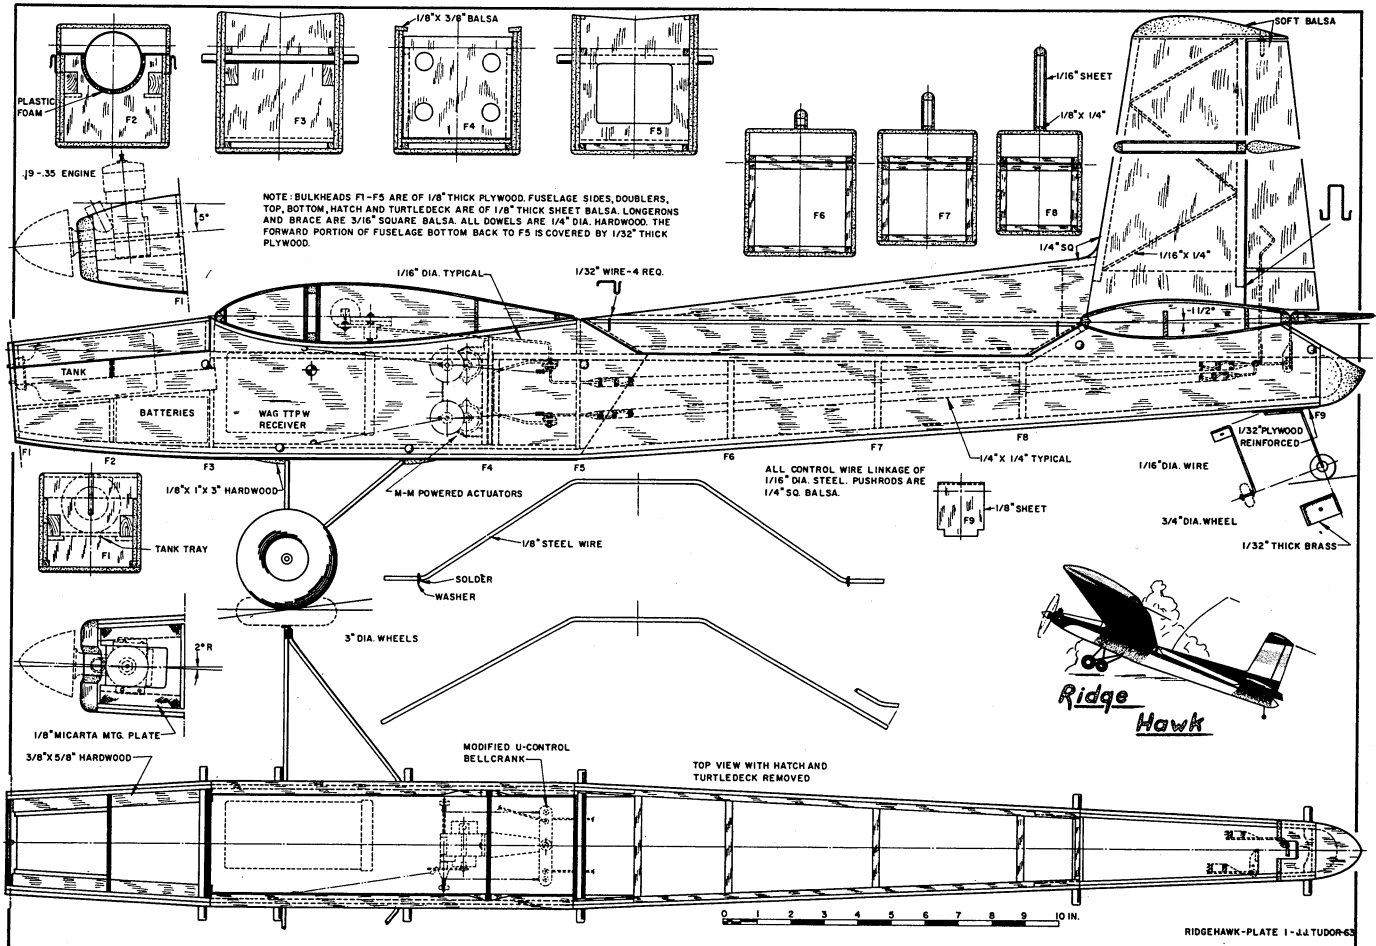 1/8" X 3/8" BALSA
SOFT BALSA
PLASTIC
FOAM
F2
F3
F4
F5
1/16" SHEET
1/8" X 1/4"
.19-.35 ENGINE
5°
F1
NOTE: BULKHEADS F1-F5 ARE OF 1/8" THICK PLYWOOD. FUSELAGE SIDES, DOUBLERS,
TOP, BOTTOM, HATCH AND TURTLEDECK ARE OF 1/8" THICK SHEET BALSA. LONGERONS
AND BRACE ARE 3/16" SQUARE BALSA. ALL DOWELS ARE 1/4" DIA. HARDWOOD. THE
FORWARD PORTION OF FUSELAGE BOTTOM BACK TO F5 IS COVERED BY 1/32" THICK
PLYWOOD.
F6
F7
F8
1/4" SQ.
1/16" X 1/4"
1/16" DIA. TYPICAL
1/32" WIRE-4 REQ.
-1 1/2°
TANK
BATTERIES
WAG TTPW
RECEIVER
F1
F2
F3
F4
F5
F6
F7
F8
F9
1/8" X 1" X 3" HARDWOOD
M-M POWERED ACTUATORS
1/4" X 1/4" TYPICAL
1/32" PLYWOOD
REINFORCED
1/16" DIA. WIRE
ALL CONTROL WIRE LINKAGE OF
1/16" DIA. STEEL. PUSHRODS ARE
1/4" SQ. BALSA.
F9
1/8" SHEET
3/4" DIA. WHEEL
1/32" THICK BRASS
F1
TANK TRAY
1/8" STEEL WIRE
SOLDER
WASHER
3" DIA. WHEELS
2° R
1/8" MICARTA MTG. PLATE
3/8" X 5/8" HARDWOOD
Ridge
Hawk
MODIFIED U-CONTROL
BELLCRANK
TOP VIEW WITH HATCH AND
TURTLEDECK REMOVED
0 1 2 3 4 5 6 7 8 9 10 IN.
RIDGEHAWK-PLATE 1-J.J. TUDOR-63